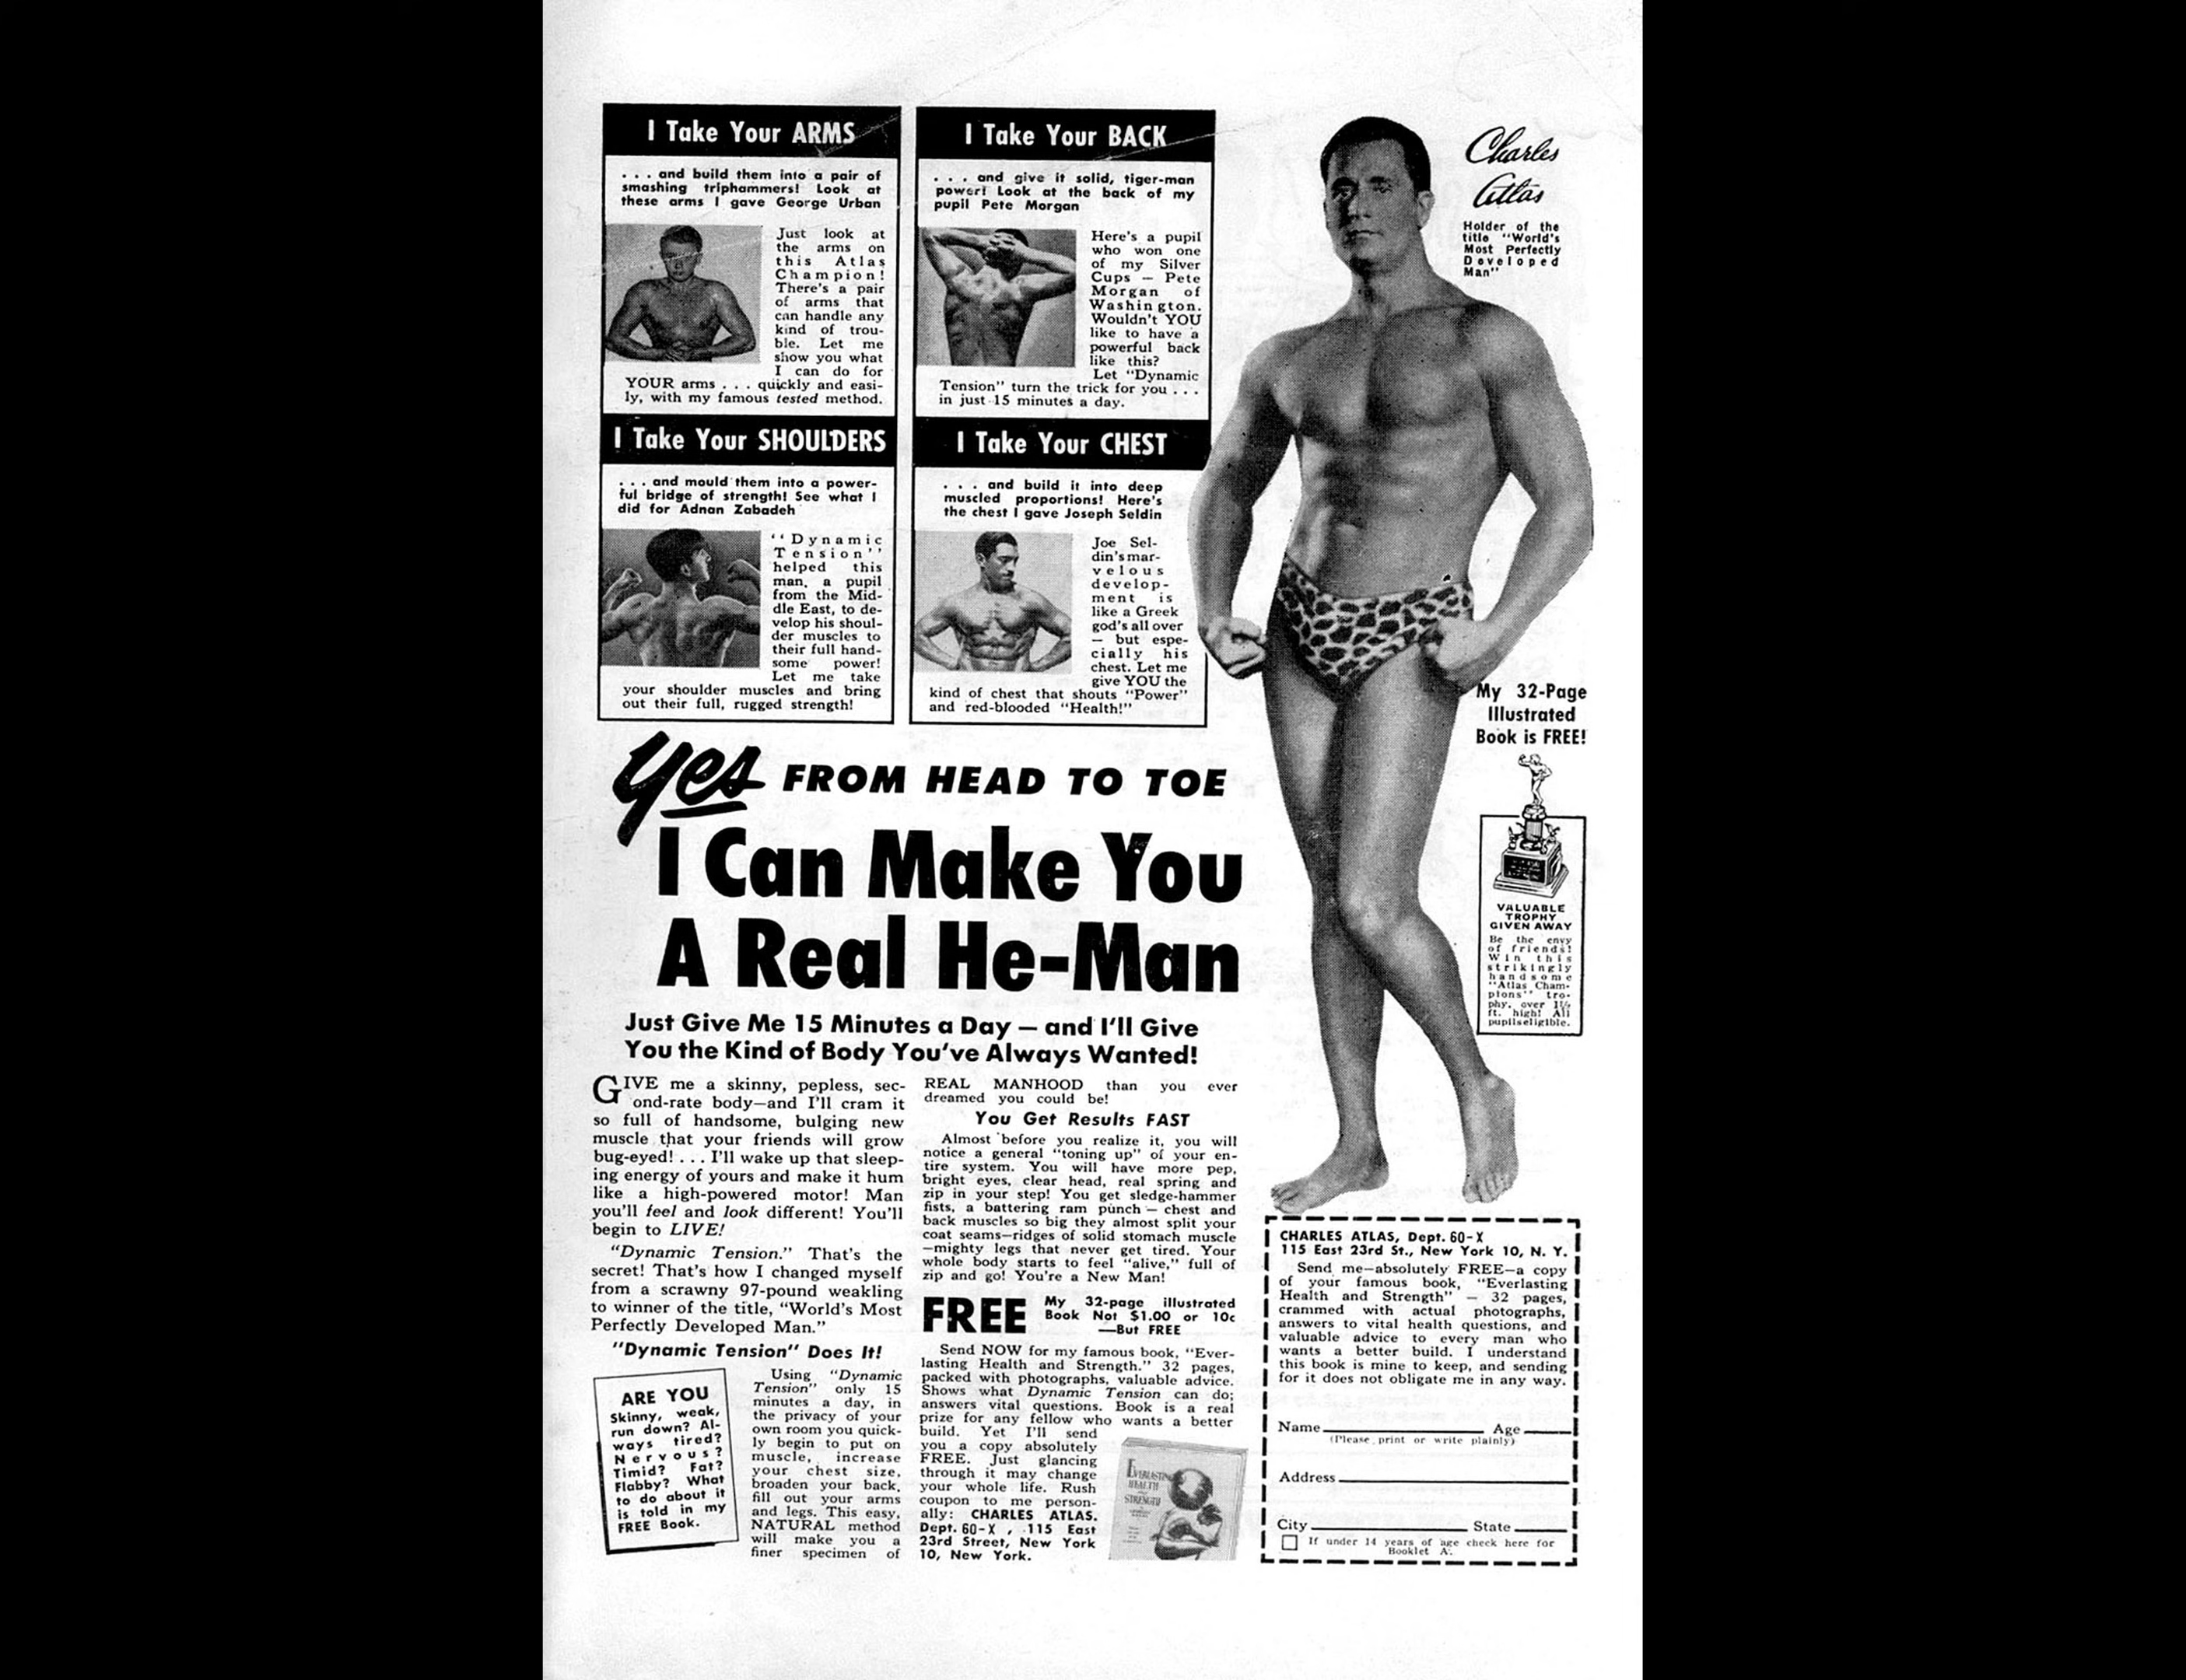 I Take Your ARMS
. . . and build them into a pair of
smashing triphammers! Look at
these arms I gave George Urban
Just look at
the arms on
this Atlas
Champion!
There's a pair
of arms that
can handle any
kind of trou-
ble. Let me
show you what
I can do for
YOUR arms . . . quickly and easi-
ly, with my famous tested method.
I Take Your BACK
. . . and give it solid, tiger-man
power! Look at the back of my
pupil Pete Morgan
Here's a pupil
who won one
of my Silver
Cups — Pete
Morgan of
Washington.
Wouldn't YOU
like to have a
powerful back
like this?
Let "Dynamic
Tension" turn the trick for you . . .
in just 15 minutes a day.
I Take Your SHOULDERS
. . . and mould them into a power-
ful bridge of strength! See what I
did for Adnan Zabadeh
"Dynamic
Tension"
helped this
man, a pupil
from the Mid-
dle East, to de-
velop his shoul-
der muscles to
their full hand-
some power!
Let me take
your shoulder muscles and bring
out their full, rugged strength!
I Take Your CHEST
. . . and build it into deep
muscled proportions! Here's
the chest I gave Joseph Seldin
Joe Sel-
din's mar-
velous
develop-
ment is
like a Greek
god's all over
— but espe-
cially his
chest. Let me
give YOU the
kind of chest that shouts "Power"
and red-blooded "Health!"
Charles
Atlas
Holder of the
title "World's
Most Perfectly
Developed
Man"
My 32-Page
Illustrated
Book is FREE!
VALUABLE
TROPHY
GIVEN AWAY
Be the envy
of friends!
Win this
strikingly
handsome
"Atlas Cham-
pions" tro-
phy, over 1½
ft. high! All
pupils eligible.
Yes FROM HEAD TO TOE
I Can Make You
A Real He-Man
Just Give Me 15 Minutes a Day — and I'll Give
You the Kind of Body You've Always Wanted!
GIVE me a skinny, pepless, sec-
ond-rate body—and I'll cram it
so full of handsome, bulging new
muscle that your friends will grow
bug-eyed! . . . I'll wake up that sleep-
ing energy of yours and make it hum
like a high-powered motor! Man
you'll feel and look different! You'll
begin to LIVE!
"Dynamic Tension." That's the
secret! That's how I changed myself
from a scrawny 97-pound weakling
to winner of the title, "World's Most
Perfectly Developed Man."
"Dynamic Tension" Does It!
ARE YOU
Skinny, weak,
run down? Al-
ways tired?
Nervous?
Timid? Fat?
Flabby? What
to do about it
is told in my
FREE Book.
Using "Dynamic
Tension" only 15
minutes a day, in
the privacy of your
own room you quick-
ly begin to put on
muscle, increase
your chest size,
broaden your back,
fill out your arms
and legs. This easy,
NATURAL method
will make you a
finer specimen of
REAL MANHOOD than you ever
dreamed you could be!
You Get Results FAST
Almost before you realize it, you will
notice a general "toning up" of your en-
tire system. You will have more pep,
bright eyes, clear head, real spring and
zip in your step! You get sledge-hammer
fists, a battering ram punch — chest and
back muscles so big they almost split your
coat seams—ridges of solid stomach muscle
—mighty legs that never get tired. Your
whole body starts to feel "alive," full of
zip and go! You're a New Man!
FREE
My 32-page illustrated
Book Not $1.00 or 10c
—But FREE
Send NOW for my famous book, "Ever-
lasting Health and Strength." 32 pages,
packed with photographs, valuable advice.
Shows what Dynamic Tension can do;
answers vital questions. Book is a real
prize for any fellow who wants a better
build. Yet I'll send
you a copy absolutely
FREE. Just glancing
through it may change
your whole life. Rush
coupon to me person-
ally: CHARLES ATLAS.
Dept. 60-X , 115 East
23rd Street, New York
10, New York.
EVERLASTING
HEALTH
STRENGTH
CHARLES ATLAS, Dept. 60-X
115 East 23rd St., New York 10, N. Y.
Send me—absolutely FREE—a copy
of your famous book, "Everlasting
Health and Strength" — 32 pages,
crammed with actual photographs,
answers to vital health questions, and
valuable advice to every man who
wants a better build. I understand
this book is mine to keep, and sending
for it does not obligate me in any way.
Name Age
(Please print or write plainly)
Address
City State
If under 14 years of age check here for
Booklet A.